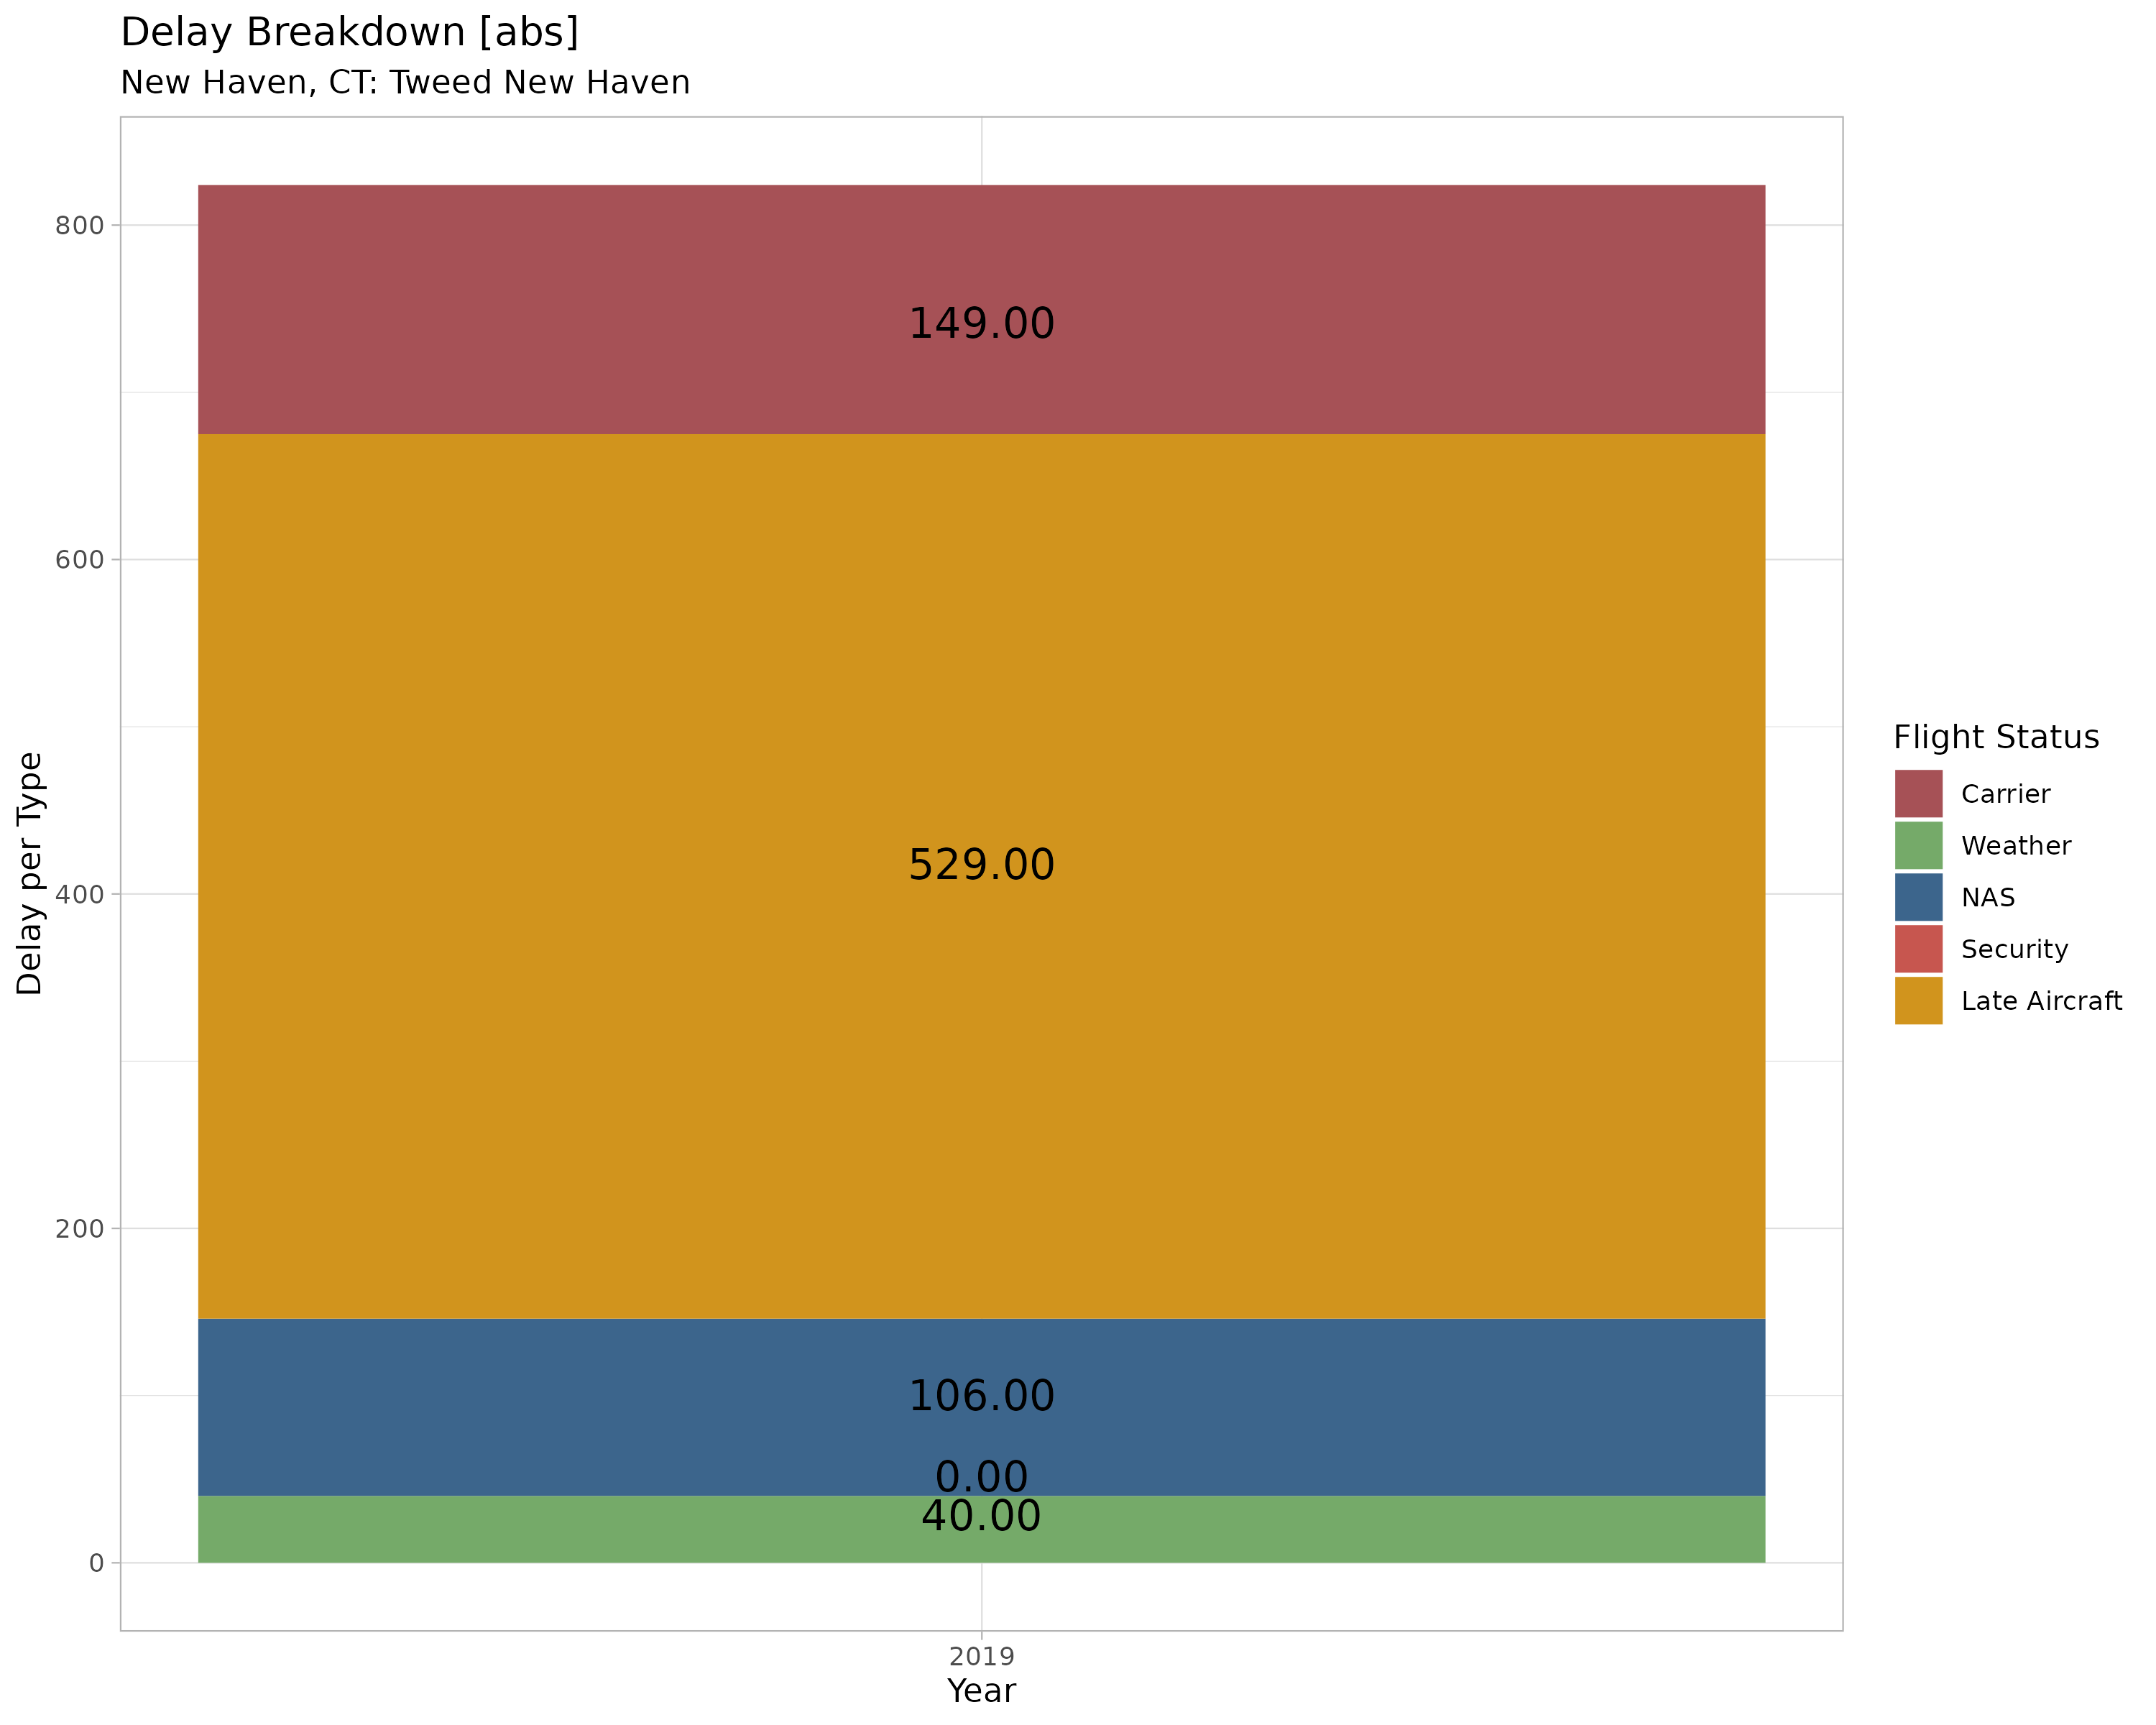 Delay Breakdown [abs]
New Haven, CT: Tweed New Haven
800
600
400
200
0
Delay per Type
149.00
529.00
106.00
0.00
40.00
2019
Year
Flight Status
Carrier
Weather
NAS
Security
Late Aircraft